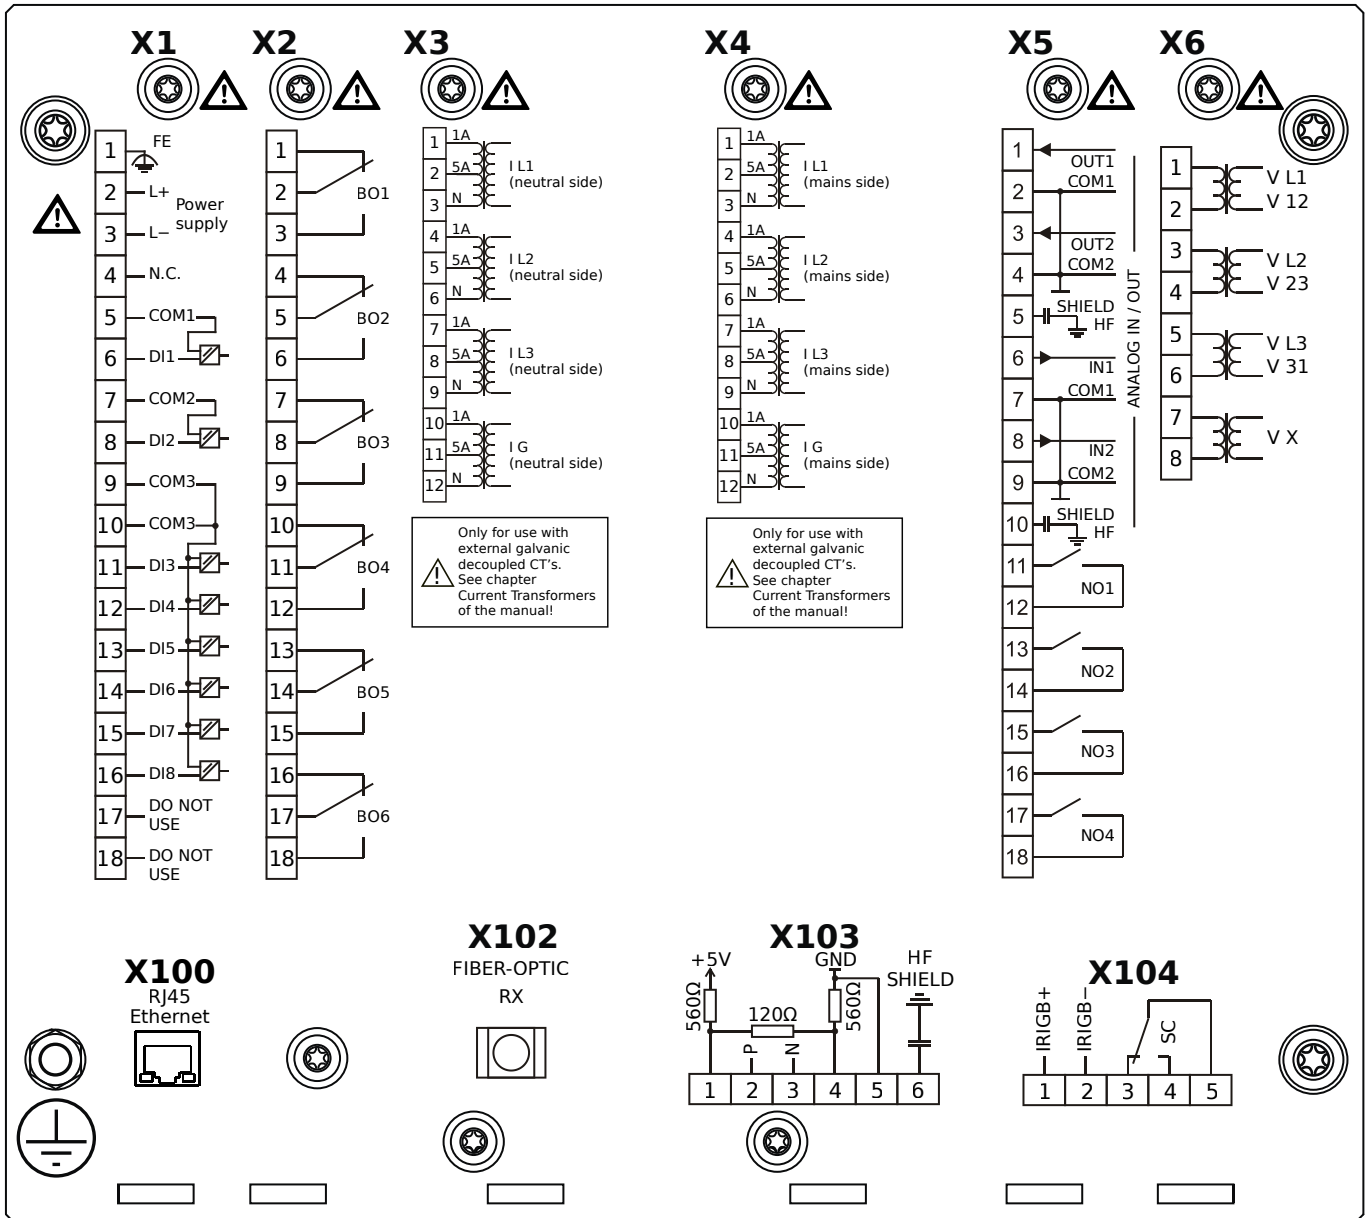 X1
1 FE
2 L+ Power
supply
3 L−
4 N.C.
5 COM1
6 DI1
7 COM2
8 DI2
9 COM3
10 COM3
11 DI3
12 DI4
13 DI5
14 DI6
15 DI7
16 DI8
17 DO NOT
USE
18 DO NOT
USE
X2
1
2 BO1
3
4
5 BO2
6
7
8 BO3
9
10
11 BO4
12
13
14 BO5
15
16
17 BO6
18
X3
1 1A
2 5A I L1
(neutral side)
3 N
4 1A
5 5A I L2
(neutral side)
6 N
7 1A
8 5A I L3
(neutral side)
9 N
10 1A
11 5A I G
(neutral side)
12 N
Only for use with
external galvanic
decoupled CT's.
See chapter
Current Transformers
of the manual!
X4
1 1A
2 5A I L1
(mains side)
3 N
4 1A
5 5A I L2
(mains side)
6 N
7 1A
8 5A I L3
(mains side)
9 N
10 1A
11 5A I G
(mains side)
12 N
Only for use with
external galvanic
decoupled CT's.
See chapter
Current Transformers
of the manual!
X5
1 OUT1
2 COM1
3 OUT2
4 COM2
5 SHIELD
HF
6 IN1
7 COM1
8 IN2
9 COM2
10 SHIELD
HF
ANALOG IN / OUT
11
NO1
12
13
NO2
14
15
NO3
16
17
NO4
18
X6
1 V L1
2 V 12
3 V L2
4 V 23
5 V L3
6 V 31
7
V X
8
X100
RJ45
Ethernet
X102
FIBER-OPTIC
RX
X103
+5V GND HF
SHIELD
560Ω 120Ω 560Ω
P N
1 2 3 4 5 6
X104
IRIGB+ IRIGB− SC
1 2 3 4 5